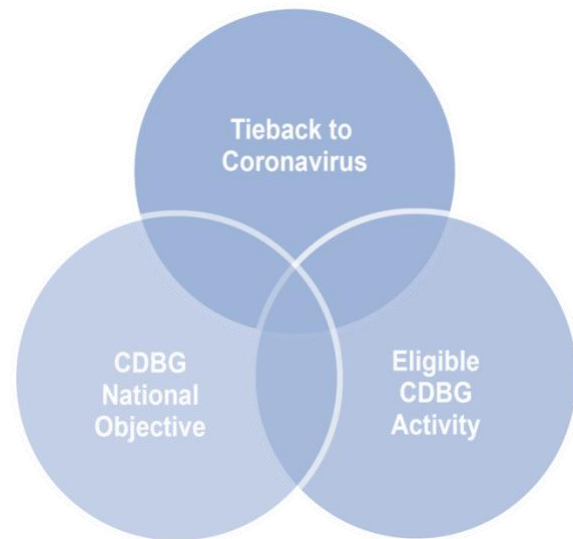 Tieback to
Coronavirus
CDBG
National
Objective
Eligible
CDBG
Activity